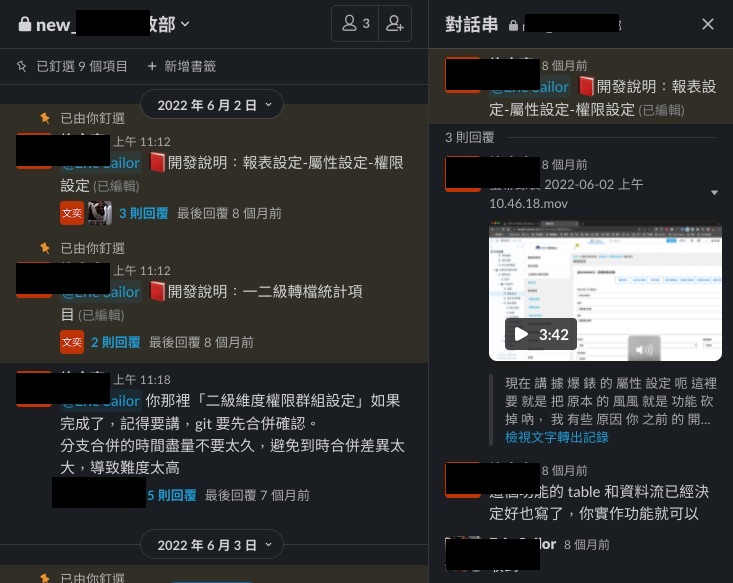 new_
部
3
已釘選 9 個項目
新增書籤
2022 年 6 月 2 日
已由你釘選
上午 11:12
@Eric Sailor 📕開發說明：報表設定-屬性設定-權限
設定 (已編輯)
文奕
3 則回覆 最後回覆 8 個月前
已由你釘選
上午 11:12
@Eric Sailor 📕開發說明：一二級轉檔統計項
目 (已編輯)
文奕
2 則回覆 最後回覆 8 個月前
上午 11:18
@Eric Sailor 你那裡「二級維度權限群組設定」如果
完成了，記得要講，git 要先合併確認。
分支合併的時間盡量不要太久，避免到時合併差異太
大，導致難度太高
5 則回覆 最後回覆 7 個月前
2022 年 6 月 3 日
已由你釘選
對話串
8 個月前
@Eric Sailor 📕開發說明：報表設
定-屬性設定-權限設定 (已編輯)
3 則回覆
8 個月前
2022-06-02 上午
10.46.18.mov
3:42
現在 講 據 爆 錶 的 屬性 設定 呃 這裡
要 就是 把 原本 的 風風 就是 功能 砍
掉 吶， 我 有些 原因 你 之前 的 開...
檢視文字轉出記錄
8 個月前
這個功能的 table 和資料流已經決
定好也寫了，你實作功能就可以
8 個月前